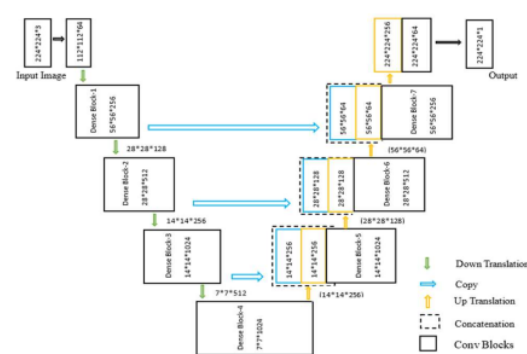 224*224*3
112*112*64
Input Image
224*224*256
224*224*64
224*224*1
Output
Dense Block-1
56*56*256
56*56*64
56*56*64
Dense Block-7
56*56*256
28*28*128
(56*56*64)
Dense Block-2
28*28*512
28*28*128
28*28*128
Dense Block-6
28*28*512
14*14*256
(28*28*128)
Dense Block-3
14*14*1024
14*14*256
14*14*256
Dense Block-5
14*14*1024
7*7*512
(14*14*256)
Dense Block-4
7*7*1024
Down Translation
Copy
Up Translation
Concatenation
Conv Blocks